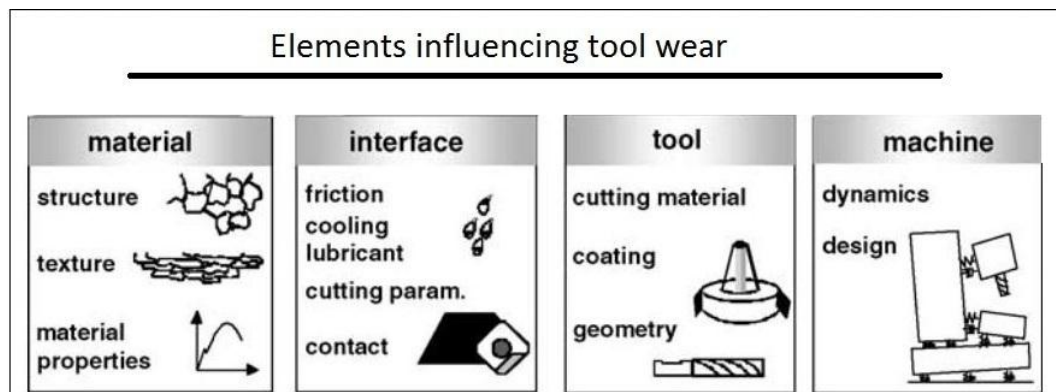 Elements influencing tool wear
material
structure
texture
material
properties
interface
friction
cooling
lubricant
cutting param.
contact
tool
cutting material
coating
geometry
machine
dynamics
design